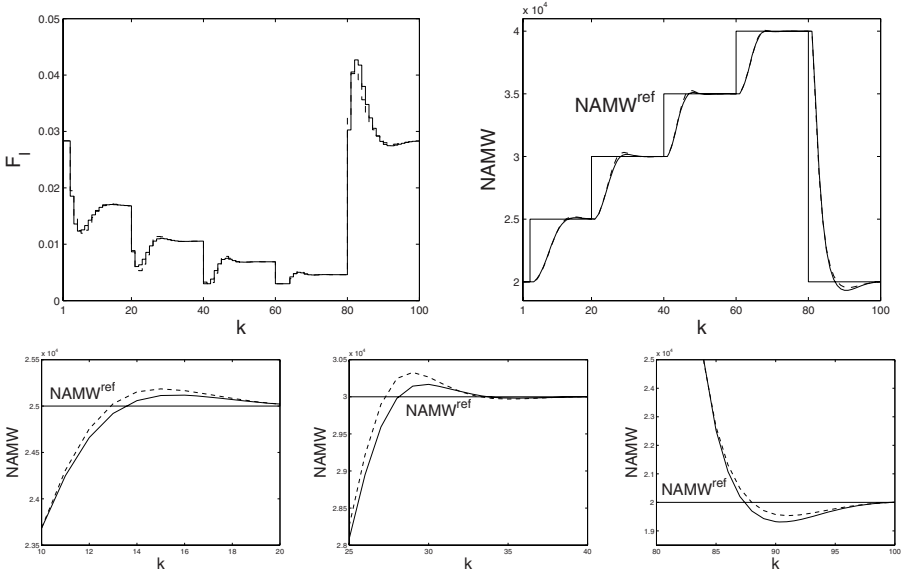 0.05
0.04
0.03
0.02
0.01
0
F_I
1 20 40 60 80 100
k
x 10^4
4
3.5
3
2.5
2
NAMW
NAMW^ref
1 20 40 60 80 100
k
x 10^4
2.55
2.5
2.45
2.4
2.35
NAMW
NAMW^ref
10 12 14 16 18 20
k
x 10^4
3.05
3
2.95
2.9
2.85
2.8
NAMW
NAMW^ref
25 30 35 40
k
x 10^4
2.5
2.4
2.3
2.2
2.1
2
1.9
NAMW
NAMW^ref
80 85 90 95 100
k